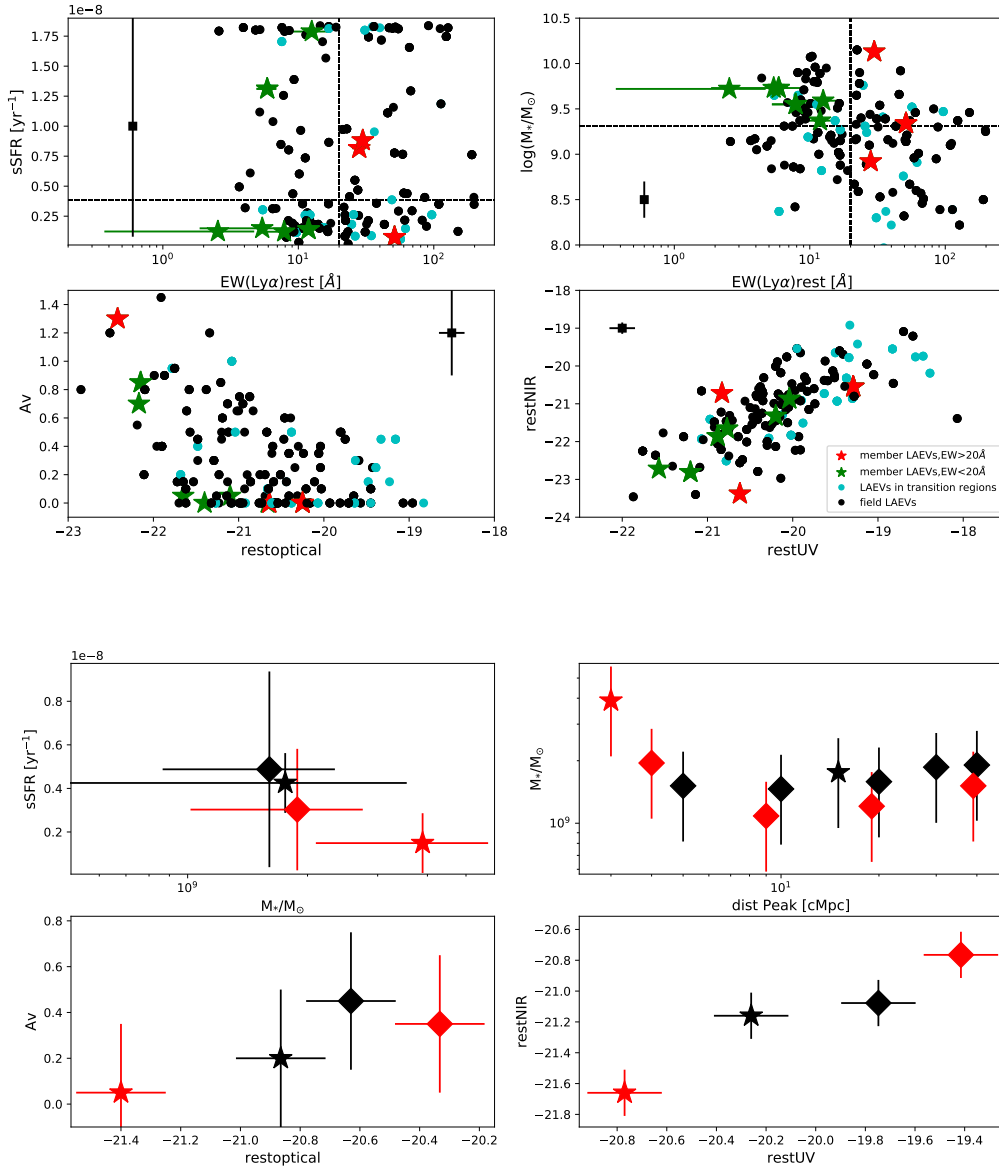 1e−8
sSFR [yr⁻¹]
1.75
1.50
1.25
1.00
0.75
0.50
0.25
10⁰ 10¹ 10²
EW(Lyα)rest [Å]
log(M*/M⊙)
10.5
10.0
9.5
9.0
8.5
8.0
10⁰ 10¹ 10²
EW(Lyα)rest [Å]
Av
1.4
1.2
1.0
0.8
0.6
0.4
0.2
0.0
−23 −22 −21 −20 −19 −18
restoptical
restNIR
−18
−19
−20
−21
−22
−23
−24
member LAEVs,EW>20Å
member LAEVs,EW<20Å
LAEVs in transition regions
field LAEVs
−22 −21 −20 −19 −18
restUV
1e−8
sSFR [yr⁻¹]
0.8
0.6
0.4
0.2
10⁹
M*/M⊙
M*/M⊙
10⁹
10¹
dist Peak [cMpc]
Av
0.8
0.6
0.4
0.2
0.0
−21.4 −21.2 −21.0 −20.8 −20.6 −20.4 −20.2
restoptical
restNIR
−20.6
−20.8
−21.0
−21.2
−21.4
−21.6
−21.8
−20.8 −20.6 −20.4 −20.2 −20.0 −19.8 −19.6 −19.4
restUV